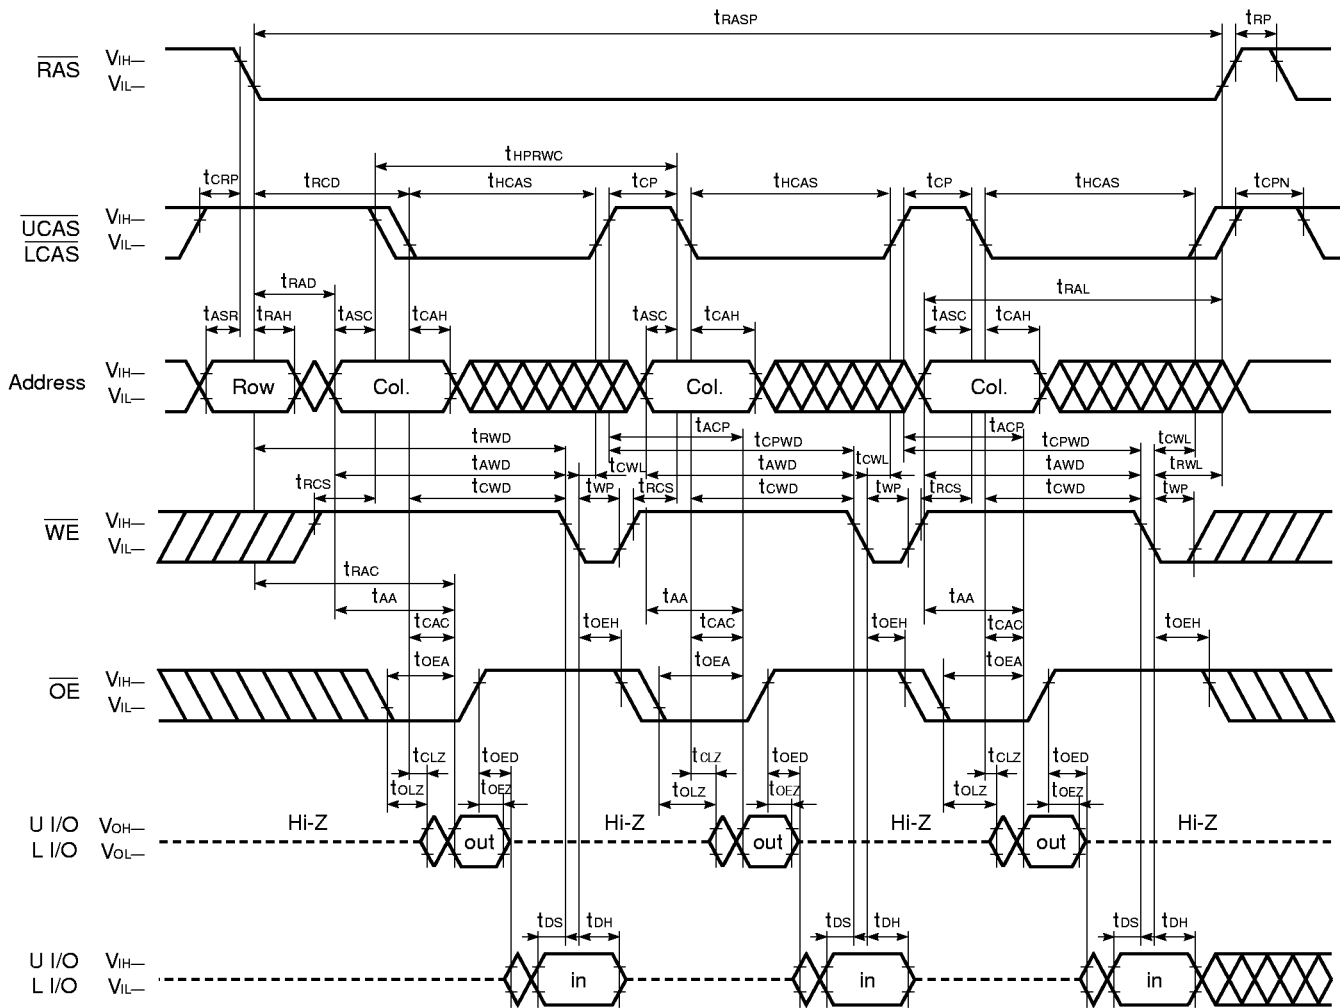 tRASP tRP
RAS VIH—
VIL—
tHPRWC
tCRP tRCD tHCAS tCP tHCAS tCP tHCAS tCPN
UCAS VIH—
LCAS VIL—
tRAD tRAL
tASR tRAH tASC tCAH tASC tCAH tASC tCAH
Address VIH—
VIL—
Row Col. Col. Col.
tRWD tACP tCPWD tACP tCPWD tCWL
tAWD tCWL tAWD tCWL tAWD tRWL
tRCS tCWD tWP tRCS tCWD tWP tRCS tCWD tWP
WE VIH—
VIL—
tRAC
tAA tAA tAA
tCAC tOEH tCAC tOEH tCAC tOEH
tOEA tOEA tOEA
OE VIH—
VIL—
tCLZ tOED tCLZ tOED tCLZ tOED
tOLZ tOEZ tOLZ tOEZ tOLZ tOEZ
U I/O VOH—
L I/O VOL—
Hi-Z out Hi-Z out Hi-Z out Hi-Z
tDS tDH tDS tDH tDS tDH
U I/O VIH—
L I/O VIL—
in in in